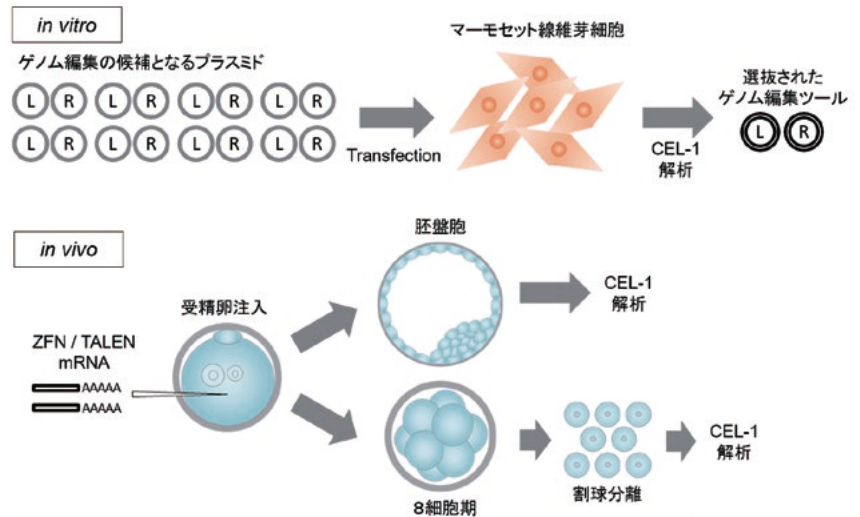 in vitro
ゲノム編集の候補となるプラスミド
L R L R L R L R
L R L R L R L R
Transfection
マーモセット線維芽細胞
CEL-1
解析
選抜された
ゲノム編集ツール
L R
in vivo
ZFN / TALEN
mRNA
AAAAA
AAAAA
受精卵注入
胚盤胞
CEL-1
解析
8細胞期
割球分離
CEL-1
解析